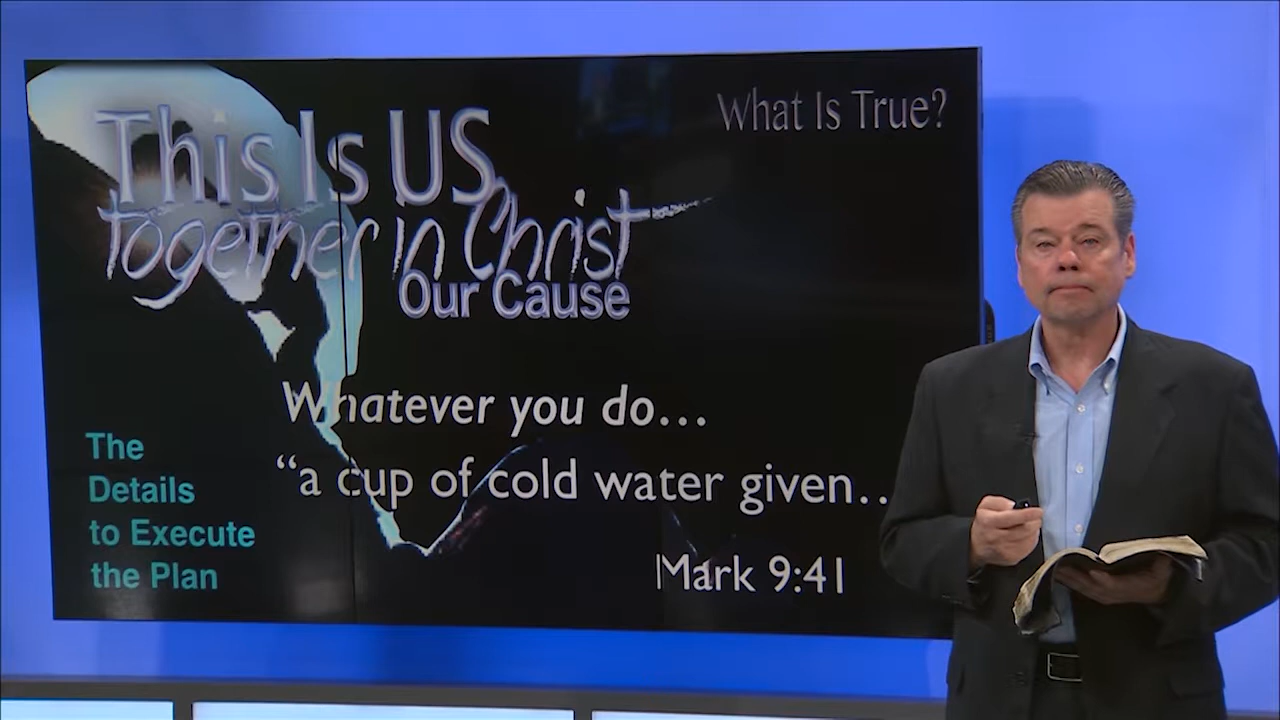 This Is US
together in Christ
Our Cause
What Is True?
Whatever you do...
“a cup of cold water given..
Mark 9:41
The
Details
to Execute
the Plan